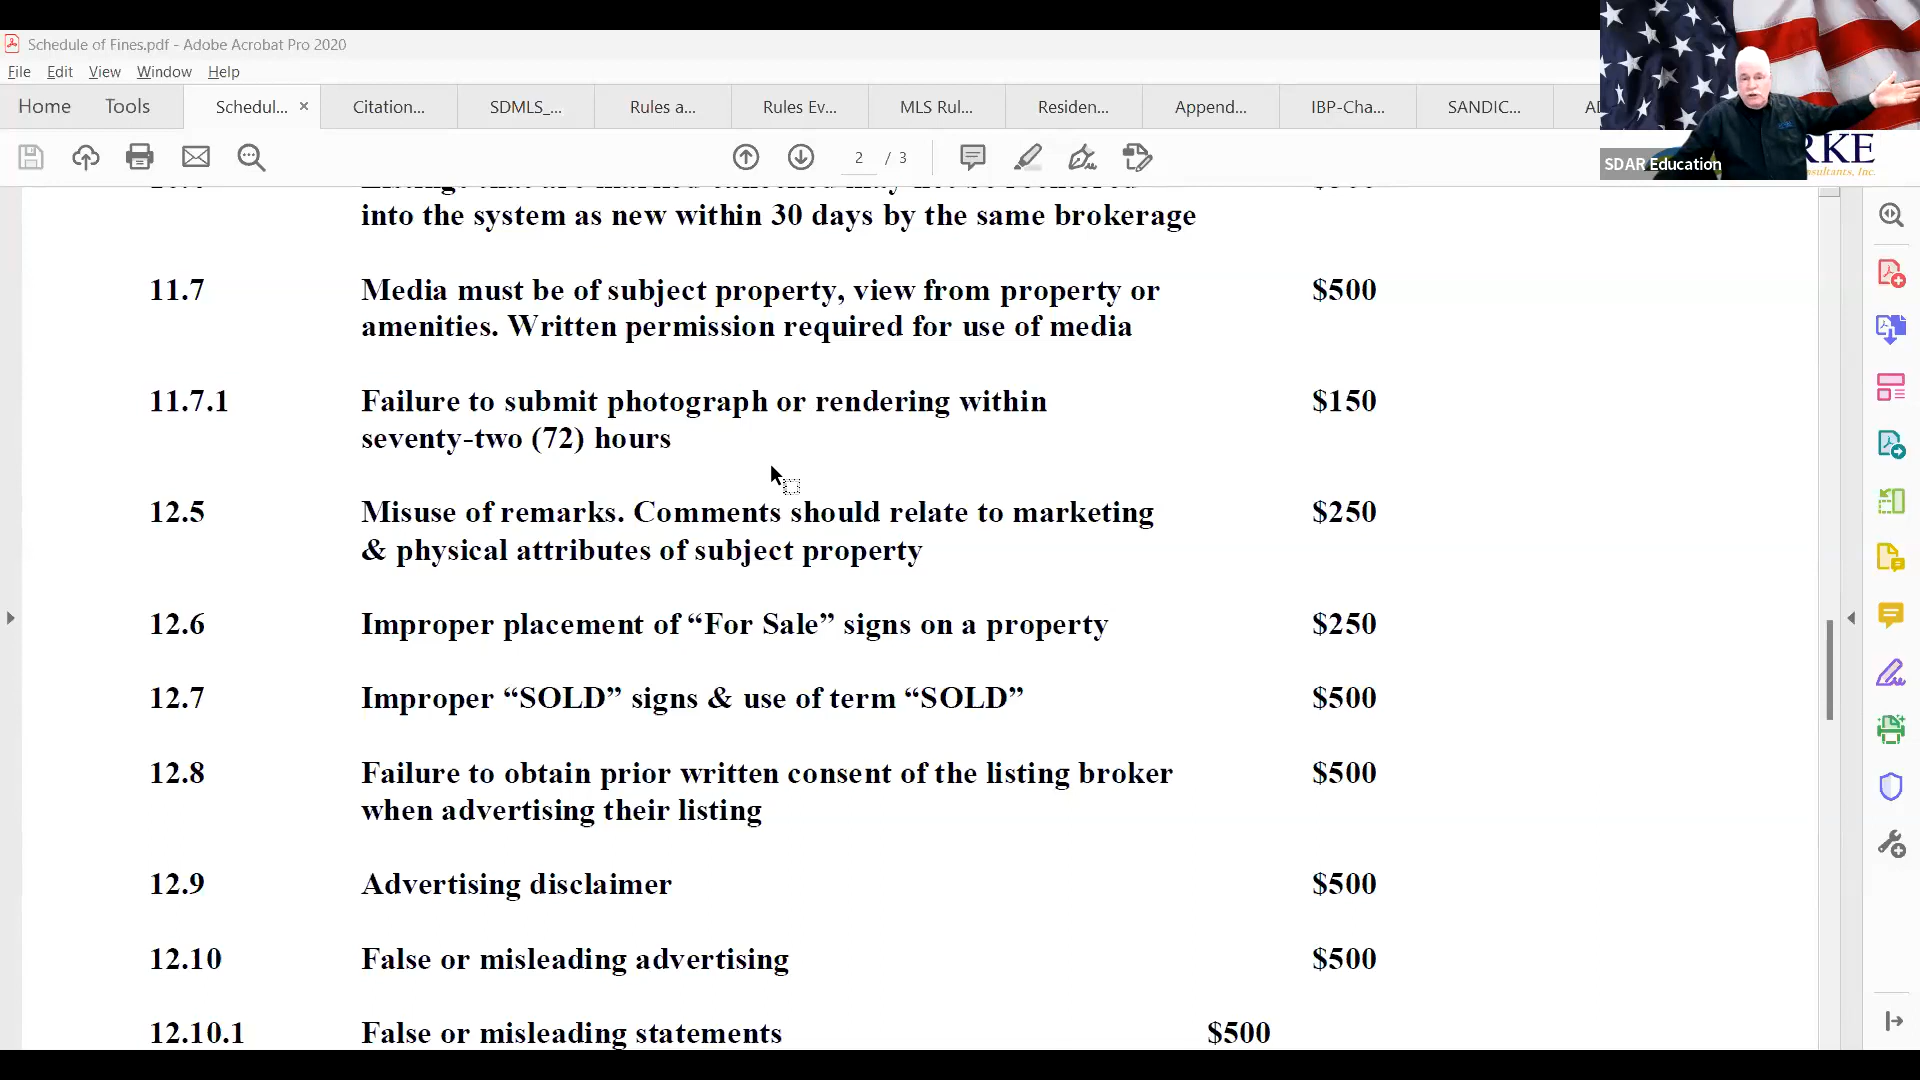 Schedule of Fines.pdf - Adobe Acrobat Pro 2020
File Edit View Window Help
Home Tools Schedul... × Citation... SDMLS_... Rules a... Rules Ev... MLS Rul... Residen... Append... IBP-Cha... SANDIC...
2 / 3
RKE
nsultants, Inc.
SDAR Education
into the system as new within 30 days by the same brokerage
11.7 Media must be of subject property, view from property or $500
amenities. Written permission required for use of media
11.7.1 Failure to submit photograph or rendering within $150
seventy-two (72) hours
12.5 Misuse of remarks. Comments should relate to marketing $250
& physical attributes of subject property
12.6 Improper placement of “For Sale” signs on a property $250
12.7 Improper “SOLD” signs & use of term “SOLD” $500
12.8 Failure to obtain prior written consent of the listing broker $500
when advertising their listing
12.9 Advertising disclaimer $500
12.10 False or misleading advertising $500
12.10.1 False or misleading statements $500